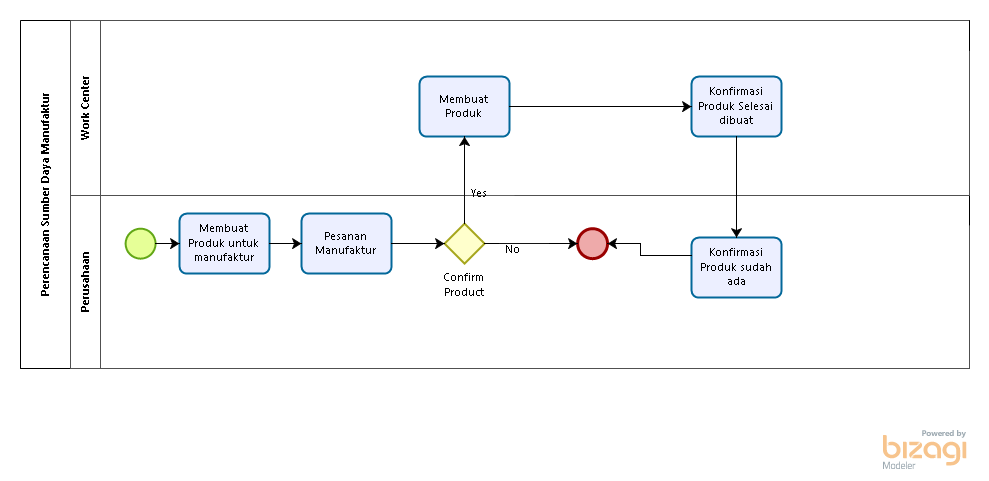 Perencanaan Sumber Daya Manufaktur
Work Center
Membuat
Produk
Konfirmasi
Produk Selesai
dibuat
Yes
Perusahaan
Membuat
Produk untuk
manufaktur
Pesanan
Manufaktur
Confirm
Product
No
Konfirmasi
Produk sudah
ada
Powered by
bizagi
Modeler